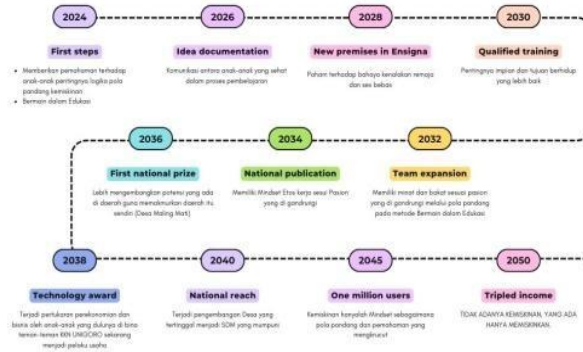 2024
2026
2028
2030
First steps
Idea documentation
New premises in Ensigna
Qualified training
Memberikan pemahaman terhadap
anak-anak pentingnya logika pola
pandang kemiskinan
Bermain dalam Edukasi
Komunikasi antara anak-anak yang sehat
dalam proses pembelajaran
Paham terhadap bahaya kenalakan remaja
dan sex bebas
Pentingnya impian dan tujuan berhidup
yang lebih baik
2036
2034
2032
First national prize
National publication
Team expansion
Lebih mengembangkan potensi yang ada
di daerah guna memakmurkan daerah itu
sendiri (Desa Maling Mati)
Memiliki Mindset Etos kerja sesui Pasion
yang di gandrungi
Memiliki minat dan bakat sesuai pasion
yang di gandrungi melalui pola pandang
pada metode Bermain dalam Edukasi
2038
2040
2045
2050
Technology award
National reach
One million users
Tripled income
Terjadi pertukaran perekonomian dan
bisnis oleh anak-anak yang dulunya di bina
teman-teman KKN UNIGORO sekarang
menjadi pelaku usaha
Terjadi pengembangan Desa yang
tertinggal menjadi SDM yang mumpuni
Kemiskinan hanyalah Mindset sebagaimana
pola pandang dan pemahaman yang
mengkrucut
TIDAK ADANYA KEMISKINAN, YANG ADA
HANYA MEMISKINKAN.